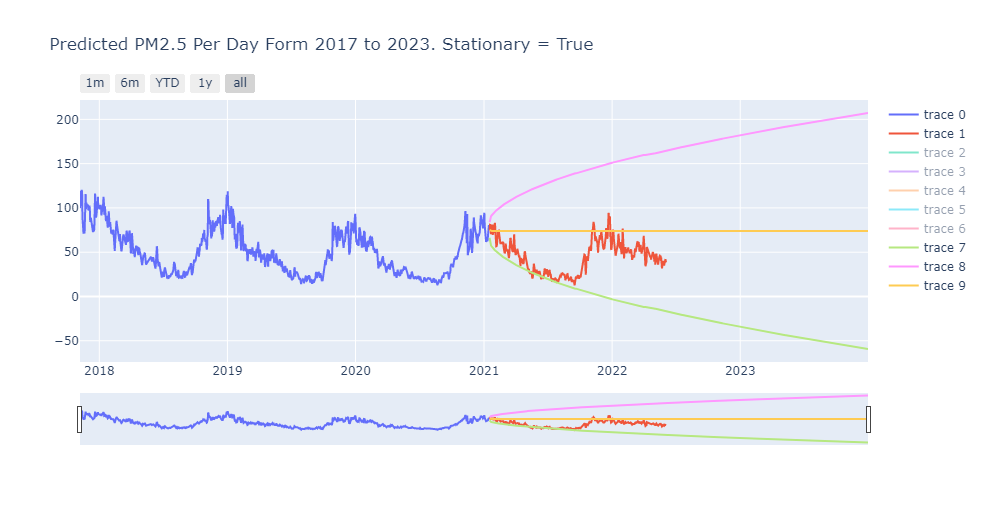 Predicted PM2.5 Per Day Form 2017 to 2023. Stationary = True
1m 6m YTD 1y all
200
150
100
50
0
−50
2018 2019 2020 2021 2022 2023
trace 0
trace 1
trace 2
trace 3
trace 4
trace 5
trace 6
trace 7
trace 8
trace 9